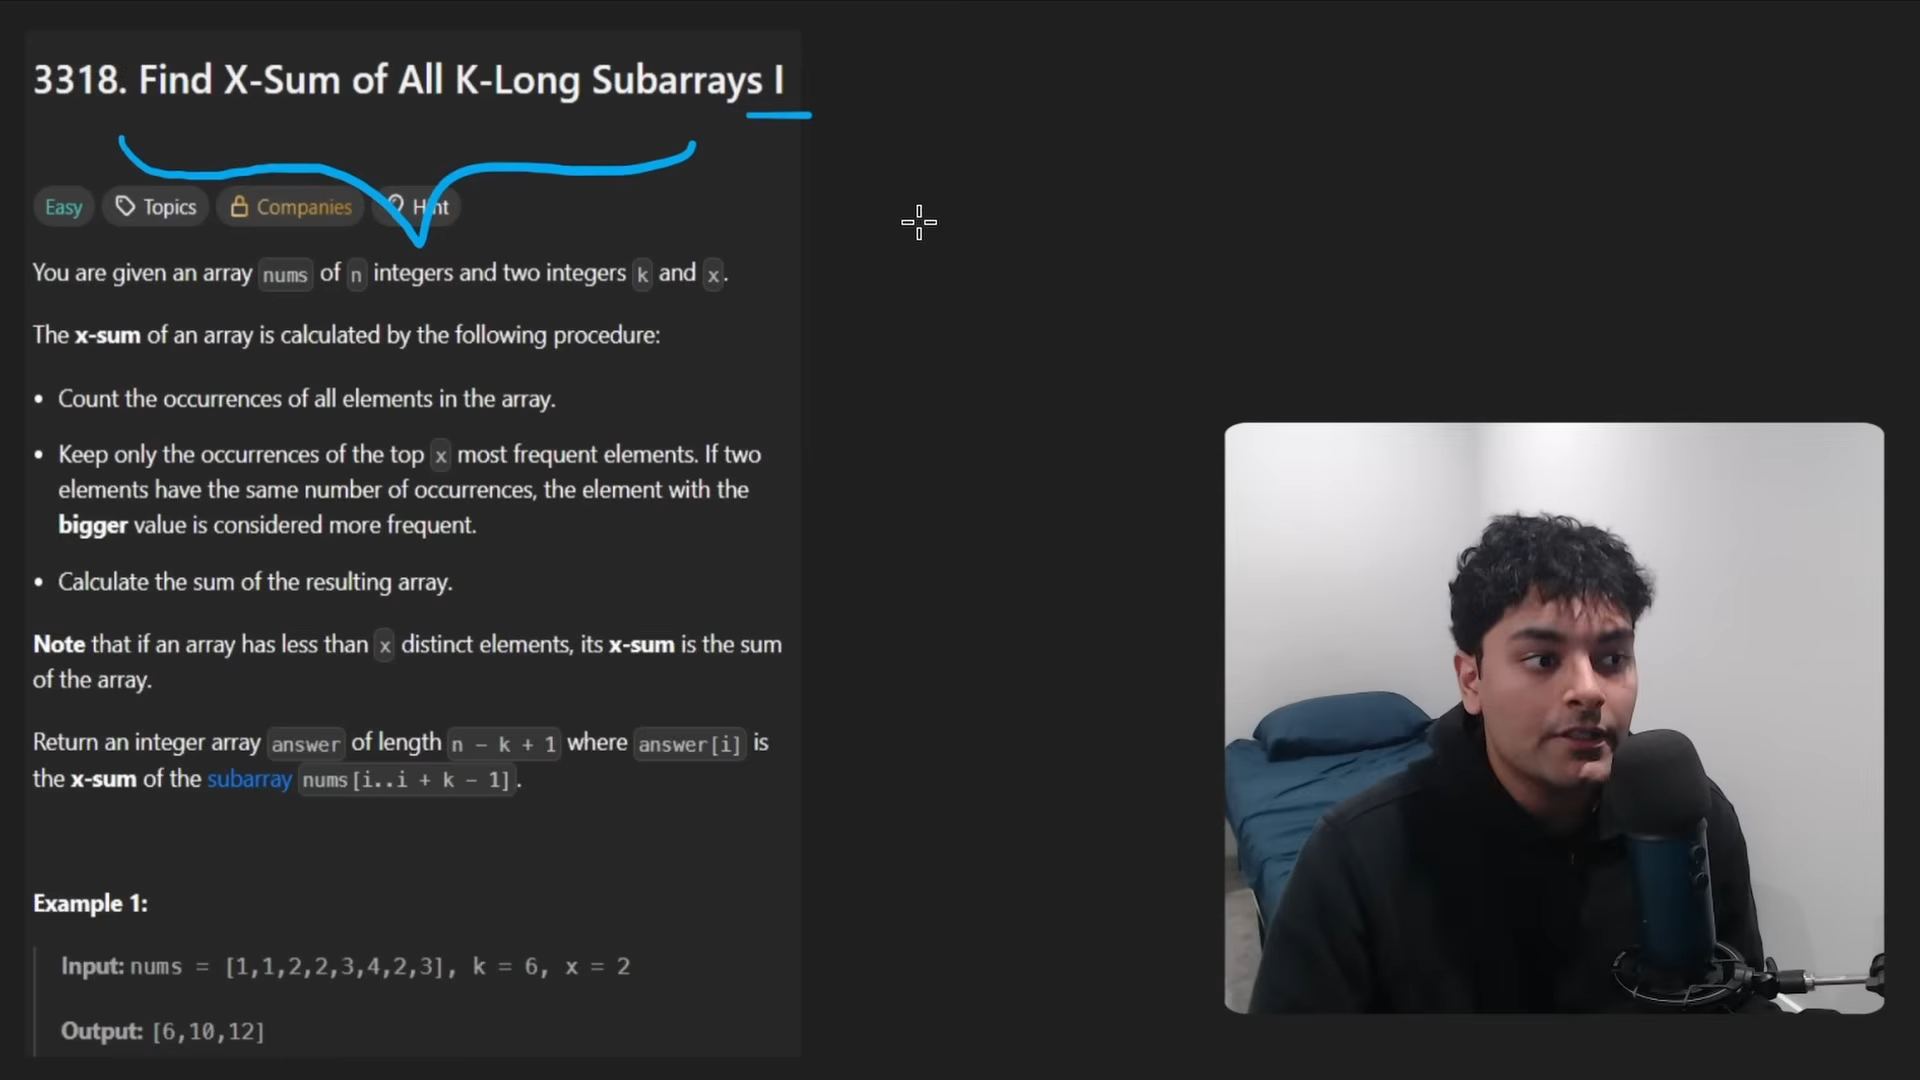 3318. Find X-Sum of All K-Long Subarrays I
Easy Topics Companies Hint
You are given an array nums of n integers and two integers k and x.
The x-sum of an array is calculated by the following procedure:
• Count the occurrences of all elements in the array.
• Keep only the occurrences of the top x most frequent elements. If two
elements have the same number of occurrences, the element with the
bigger value is considered more frequent.
• Calculate the sum of the resulting array.
Note that if an array has less than x distinct elements, its x-sum is the sum
of the array.
Return an integer array answer of length n - k + 1 where answer[i] is
the x-sum of the subarray nums[i..i + k - 1].
Example 1:
Input: nums = [1,1,2,2,3,4,2,3], k = 6, x = 2
Output: [6,10,12]